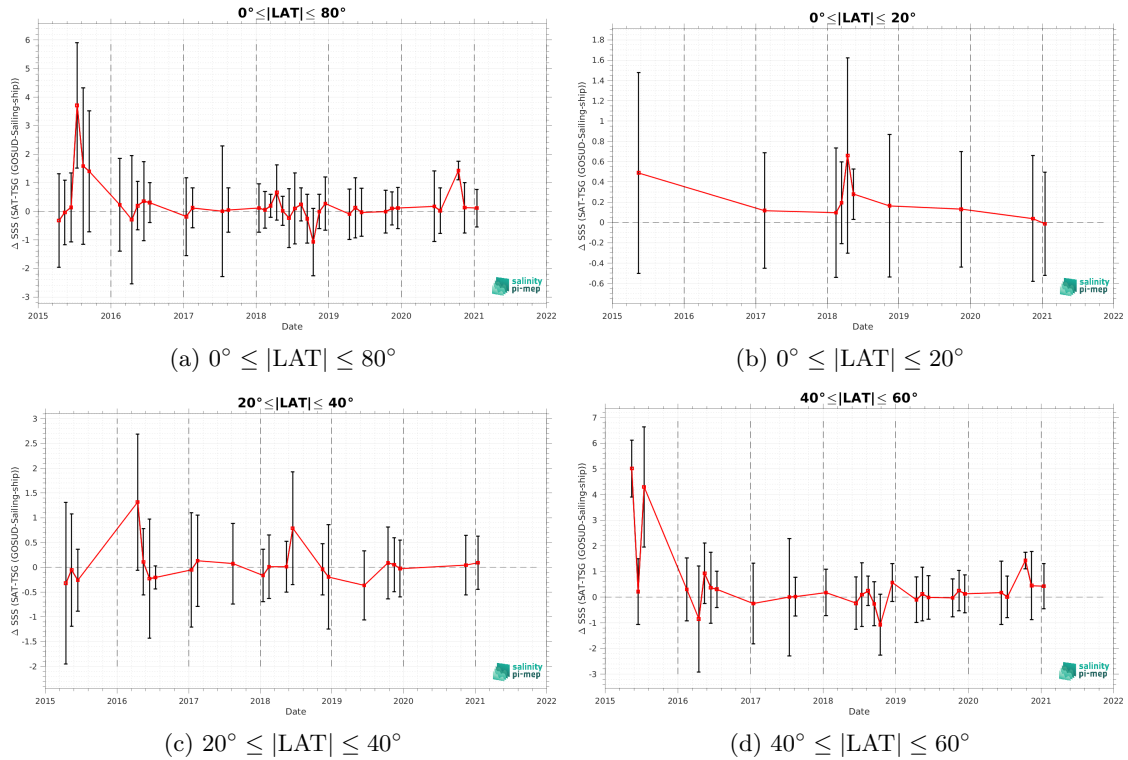 0°≤|LAT|≤ 80°
Δ SSS (SAT-TSG (GOSUD-Sailing-ship))
6
5
4
3
2
1
0
-1
-2
-3
2015 2016 2017 2018 2019 2020 2021 2022
Date
salinity
pi-mep
(a) 0° ≤ |LAT| ≤ 80°
0°≤|LAT|≤ 20°
Δ SSS (SAT-TSG (GOSUD-Sailing-ship))
1.8
1.6
1.4
1.2
1
0.8
0.6
0.4
0.2
0
-0.2
-0.4
-0.6
2015 2016 2017 2018 2019 2020 2021 2022
Date
salinity
pi-mep
(b) 0° ≤ |LAT| ≤ 20°
20°≤|LAT|≤ 40°
Δ SSS (SAT-TSG (GOSUD-Sailing-ship))
3
2.5
2
1.5
1
0.5
0
-0.5
-1
-1.5
-2
2015 2016 2017 2018 2019 2020 2021 2022
Date
salinity
pi-mep
(c) 20° ≤ |LAT| ≤ 40°
40°≤|LAT|≤ 60°
Δ SSS (SAT-TSG (GOSUD-Sailing-ship))
7
6
5
4
3
2
1
0
-1
-2
-3
2015 2016 2017 2018 2019 2020 2021 2022
Date
salinity
pi-mep
(d) 40° ≤ |LAT| ≤ 60°